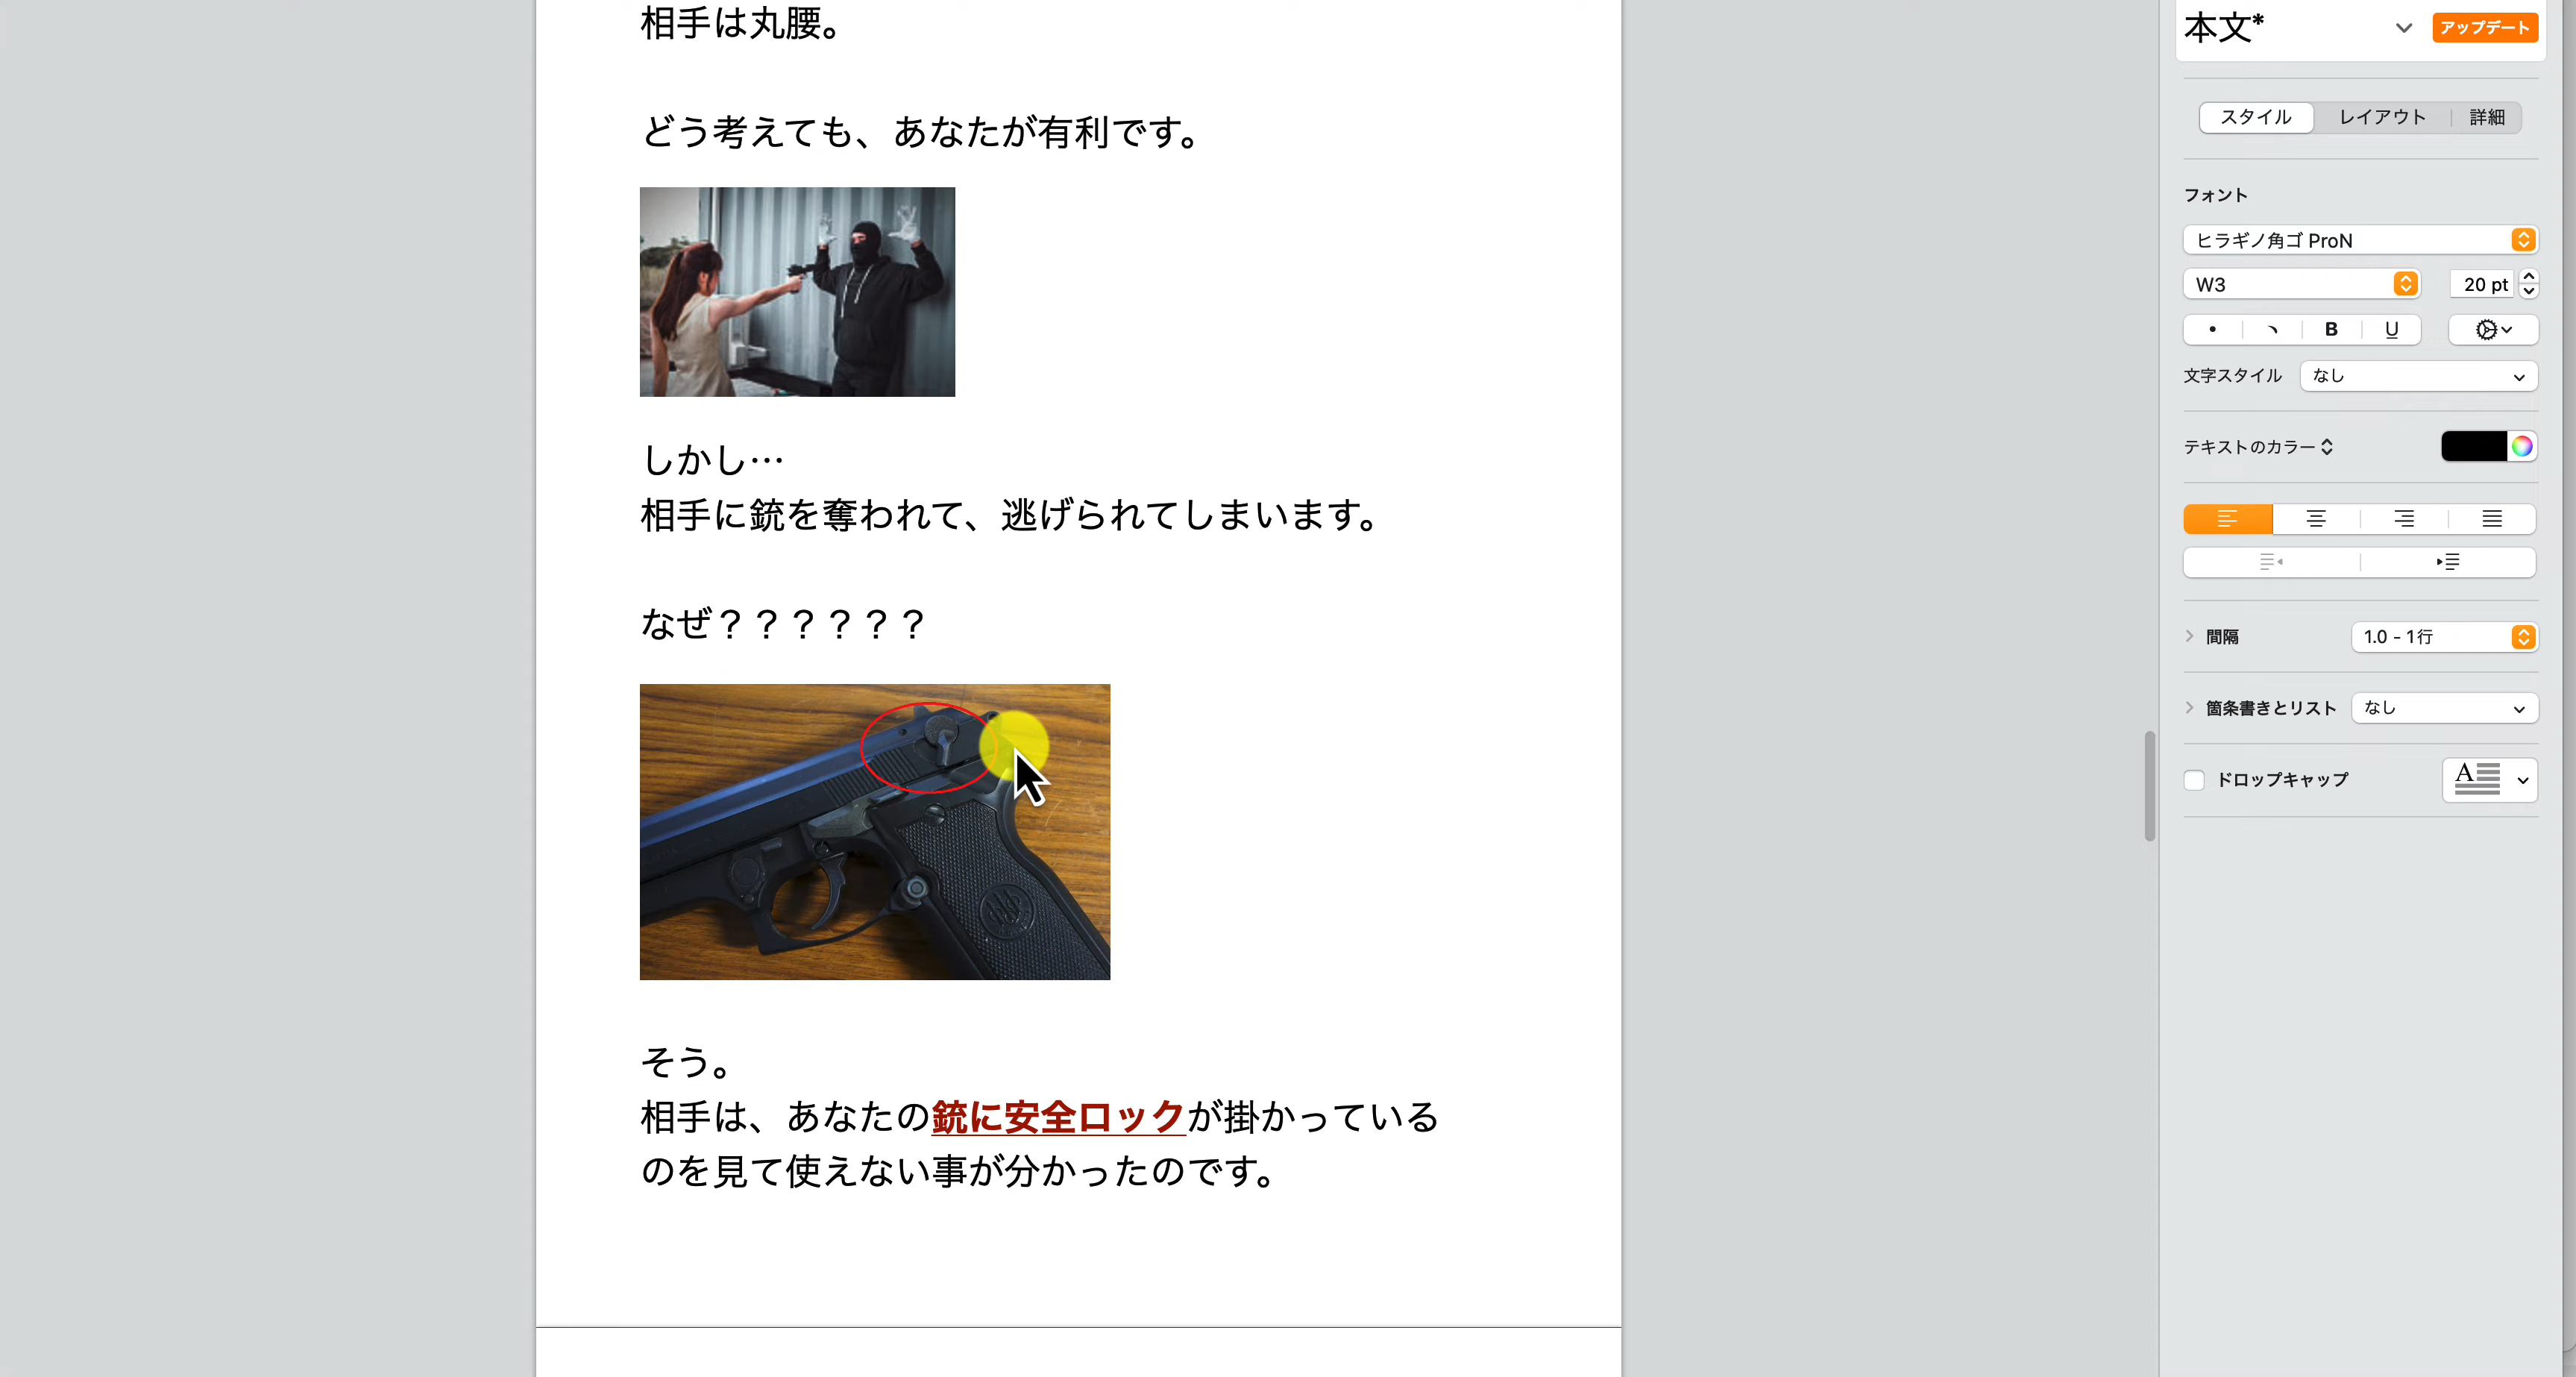 相手は丸腰。
本文*
アップデート
どう考えても、あなたが有利です。
スタイル レイアウト 詳細
フォント
ヒラギノ角ゴ ProN
W3 20 pt
B U
文字スタイル なし
しかし…
テキストのカラー
相手に銃を奪われて、逃げられてしまいます。
なぜ？？？？？？
間隔 1.0 - 1行
箇条書きとリスト なし
ドロップキャップ
A
そう。
相手は、あなたの銃に安全ロックが掛かっている
のを見て使えない事が分かったのです。